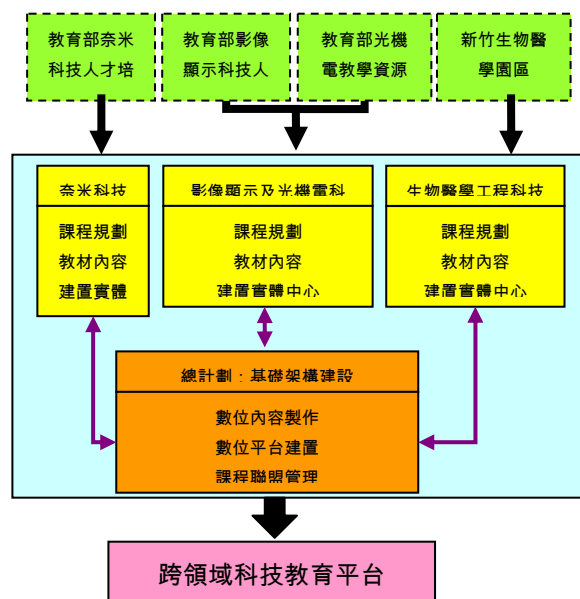 教育部奈米
科技人才培
教育部影像
顯示科技人
教育部光機
電教學資源
新竹生物醫
學園區
奈米科技
課程規劃
教材內容
建置實體
影像顯示及光機電科
課程規劃
教材內容
建置實體中心
生物醫學工程科技
課程規劃
教材內容
建置實體中心
總計劃：基礎架構建設
數位內容製作
數位平台建置
課程聯盟管理
跨領域科技教育平台